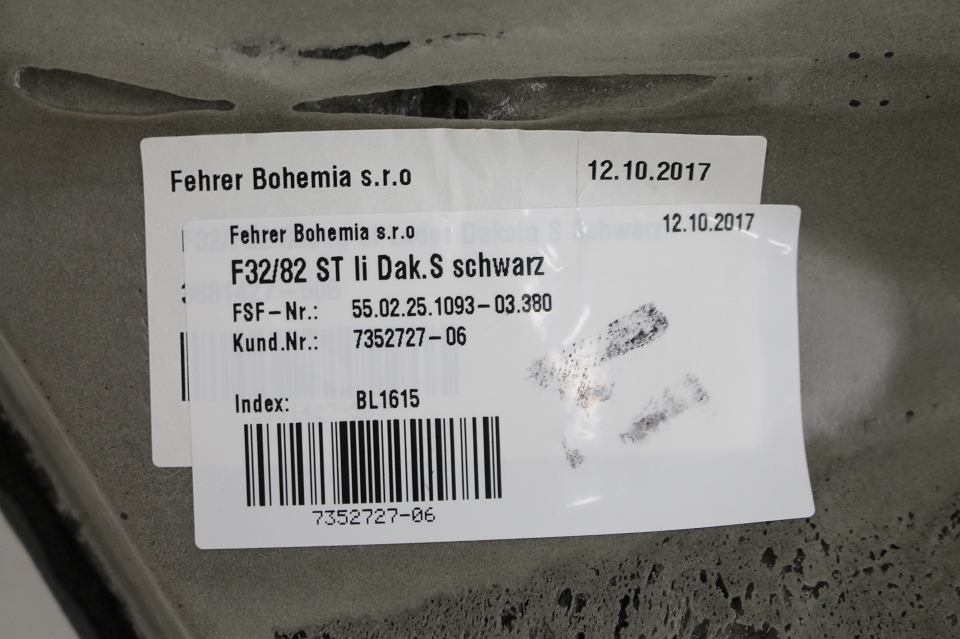 Fehrer Bohemia s.r.o 12.10.2017
Fehrer Bohemia s.r.o 12.10.2017
F32/82 ST li Dak.S schwarz
FSF-Nr.: 55.02.25.1093-03.380
Kund.Nr.: 7352727-06
Index: BL1615
7352727-06